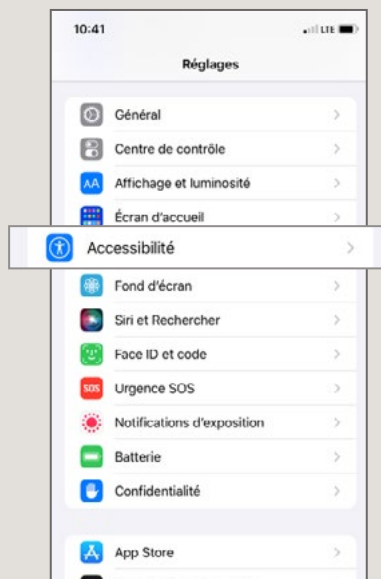 10:41 LTE
Réglages
Général
Centre de contrôle
AA Affichage et luminosité
Écran d'accueil
Accessibilité
Fond d'écran
Siri et Rechercher
Face ID et code
SOS Urgence SOS
Notifications d'exposition
Batterie
Confidentialité
App Store